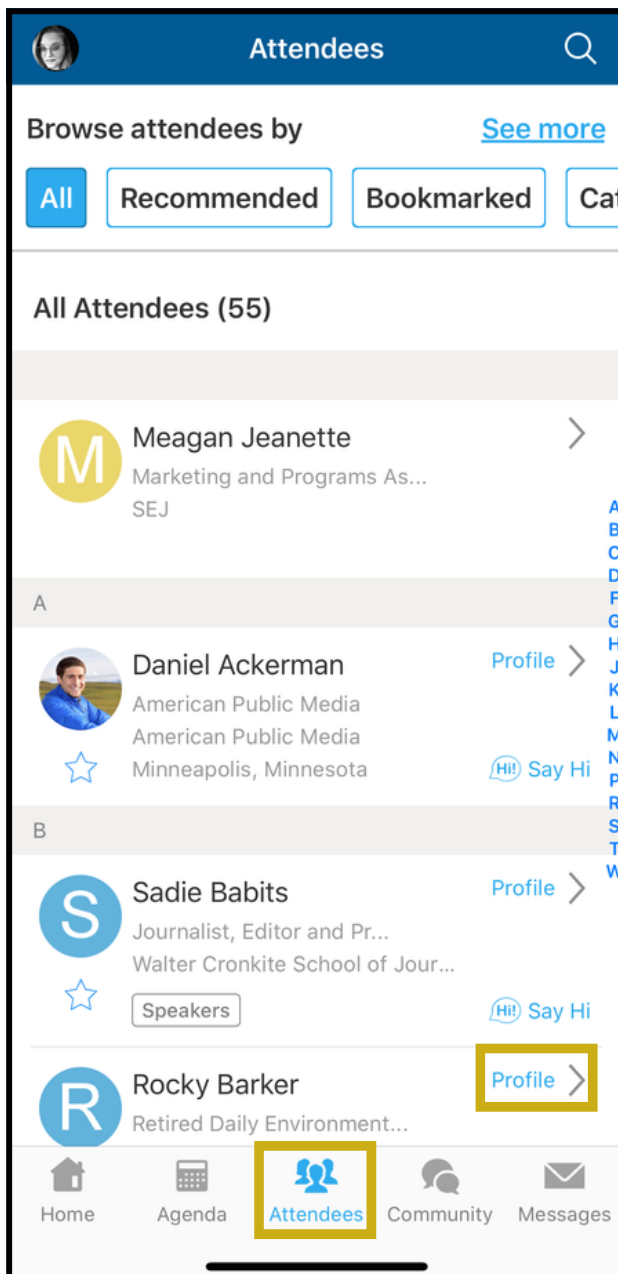 Attendees
Browse attendees by See more
All Recommended Bookmarked Cat
All Attendees (55)
M Meagan Jeanette
Marketing and Programs As...
SEJ
A
B
C
D
F
G
H
J
K
L
M
N
P
R
S
T
W
A
Daniel Ackerman Profile
American Public Media
American Public Media
Minneapolis, Minnesota Hi! Say Hi
B
S Sadie Babits Profile
Journalist, Editor and Pr...
Walter Cronkite School of Jour...
Speakers Hi! Say Hi
R Rocky Barker Profile
Retired Daily Environment...
Home Agenda Attendees Community Messages